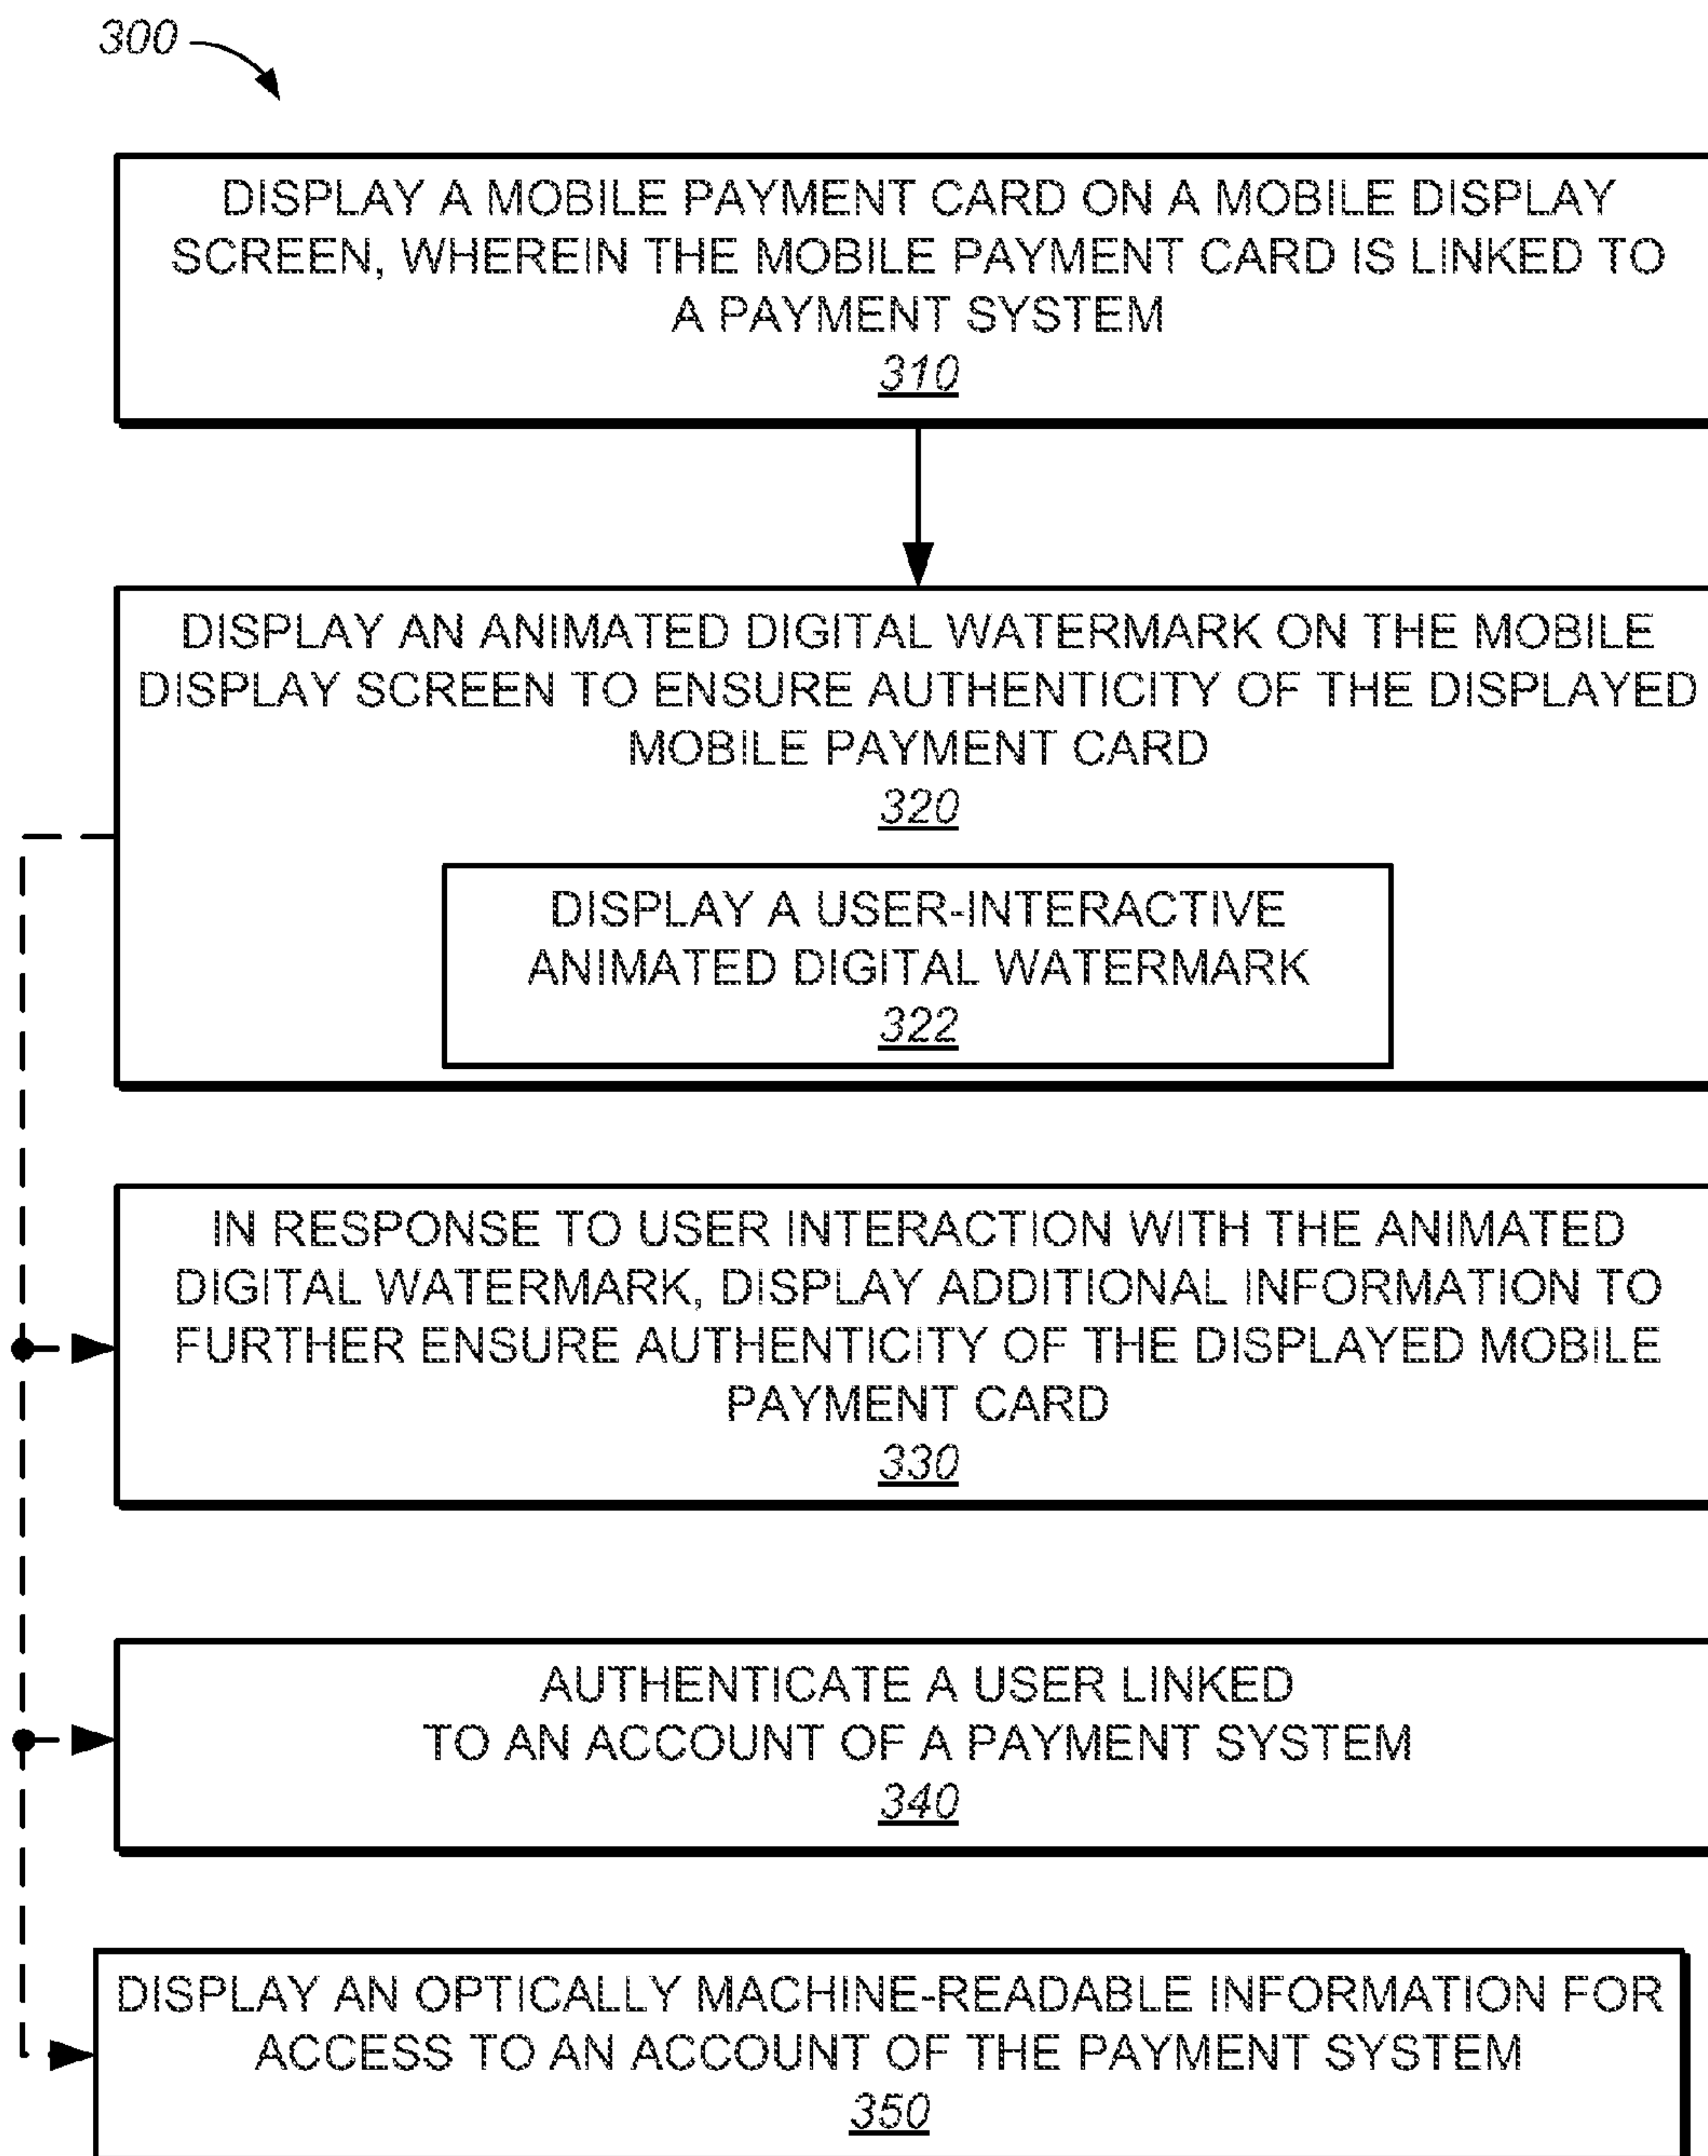 300
DISPLAY A MOBILE PAYMENT CARD ON A MOBILE DISPLAY
SCREEN, WHEREIN THE MOBILE PAYMENT CARD IS LINKED TO
A PAYMENT SYSTEM
310
DISPLAY AN ANIMATED DIGITAL WATERMARK ON THE MOBILE
DISPLAY SCREEN TO ENSURE AUTHENTICITY OF THE DISPLAYED
MOBILE PAYMENT CARD
320
DISPLAY A USER-INTERACTIVE
ANIMATED DIGITAL WATERMARK
322
IN RESPONSE TO USER INTERACTION WITH THE ANIMATED
DIGITAL WATERMARK, DISPLAY ADDITIONAL INFORMATION TO
FURTHER ENSURE AUTHENTICITY OF THE DISPLAYED MOBILE
PAYMENT CARD
330
AUTHENTICATE A USER LINKED
TO AN ACCOUNT OF A PAYMENT SYSTEM
340
DISPLAY AN OPTICALLY MACHINE-READABLE INFORMATION FOR
ACCESS TO AN ACCOUNT OF THE PAYMENT SYSTEM
350